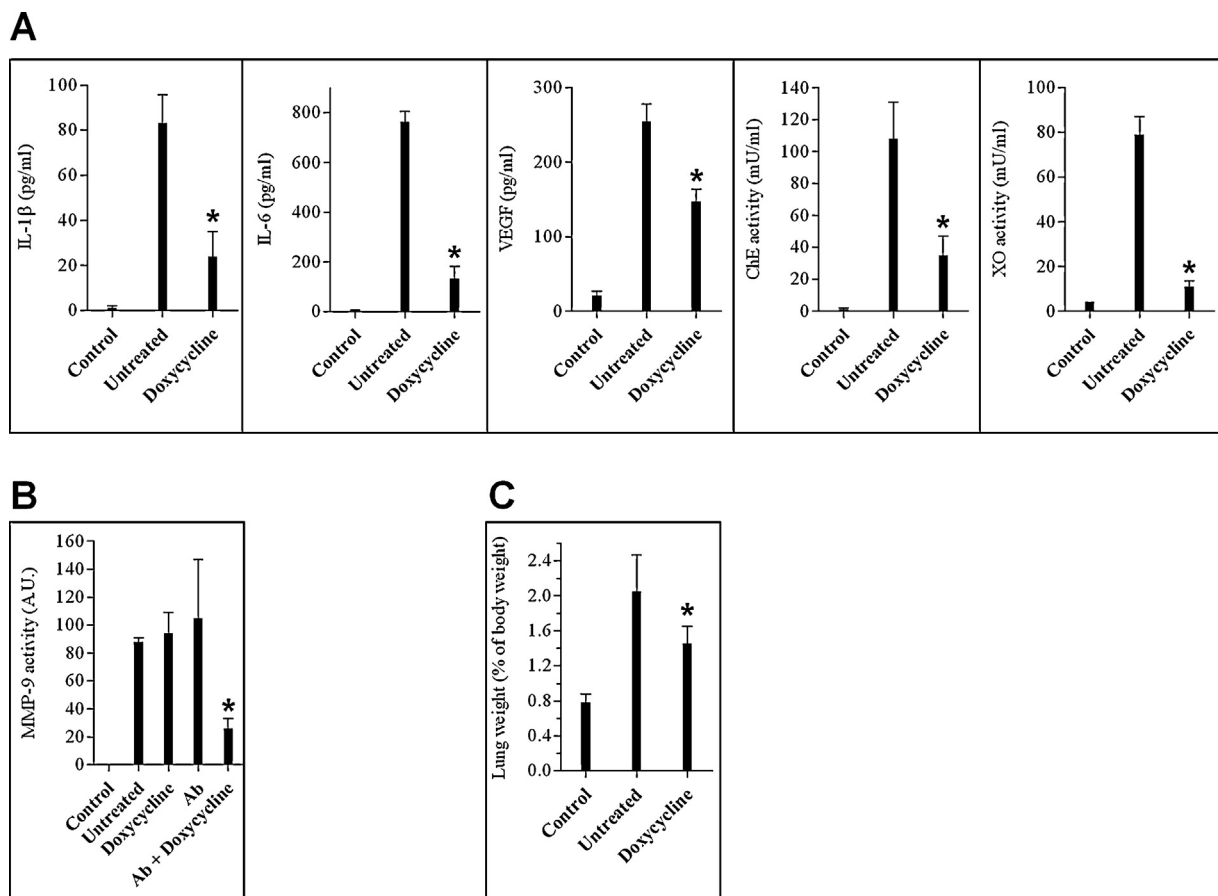 A
IL-1β (pg/ml)
100
80
60
40
20
0
*
Control
Untreated
Doxycycline
IL-6 (pg/ml)
800
600
400
200
0
*
Control
Untreated
Doxycycline
VEGF (pg/ml)
300
200
100
0
*
Control
Untreated
Doxycycline
ChE activity (mU/ml)
140
120
100
80
60
40
20
0
*
Control
Untreated
Doxycycline
XO activity (mU/ml)
100
80
60
40
20
0
*
Control
Untreated
Doxycycline
B
MMP-9 activity (A.U.)
160
140
120
100
80
60
40
20
0
*
Control
Untreated
Doxycycline
Ab
Ab + Doxycycline
C
Lung weight (% of body weight)
2.4
2.0
1.6
1.2
0.8
0.4
0.0
*
Control
Untreated
Doxycycline